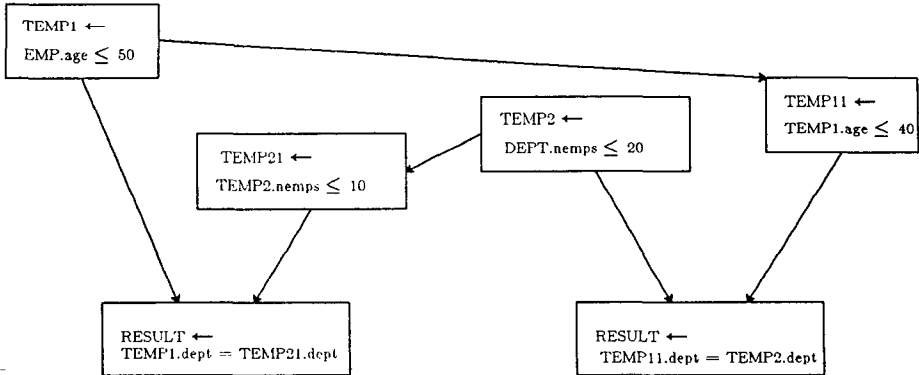 TEMP1 ←
EMP.age ≤ 50
TEMP11 ←
TEMP1.age ≤ 40
TEMP2 ←
DEPT.nemps ≤ 20
TEMP21 ←
TEMP2.nemps ≤ 10
RESULT ←
TEMP1.dept = TEMP21.dept
RESULT ←
TEMP11.dept = TEMP2.dept